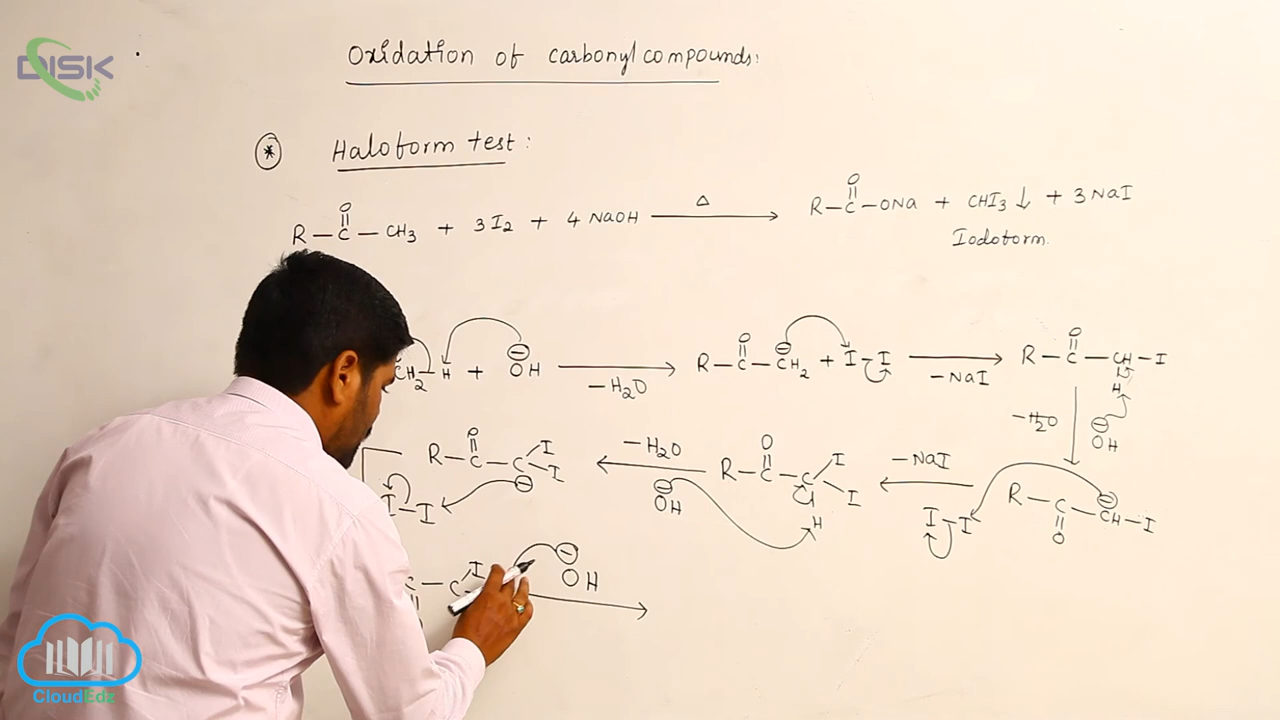 DISK
Oxidation of carbonyl compounds:
* Haloform test:
R–C(=O)–CH3 + 3I2 + 4NaOH —Δ→ R–C(=O)–ONa + CHI3↓ + 3NaI
Iodoform.
CH2–H + ⊖OH —(–H2O)→ R–C(=O)–⊖CH2 + I–I —(–NaI)→ R–C(=O)–CH–I
H
–H2O
⊖OH
R–C(=O)–C⊖ I I
–H2O
⊖OH
R–C(=O)–C I I
H
–NaI
R–C(=O)–⊖CH–I
I–I
I–I
C–C I
⊖OH
CloudEdz